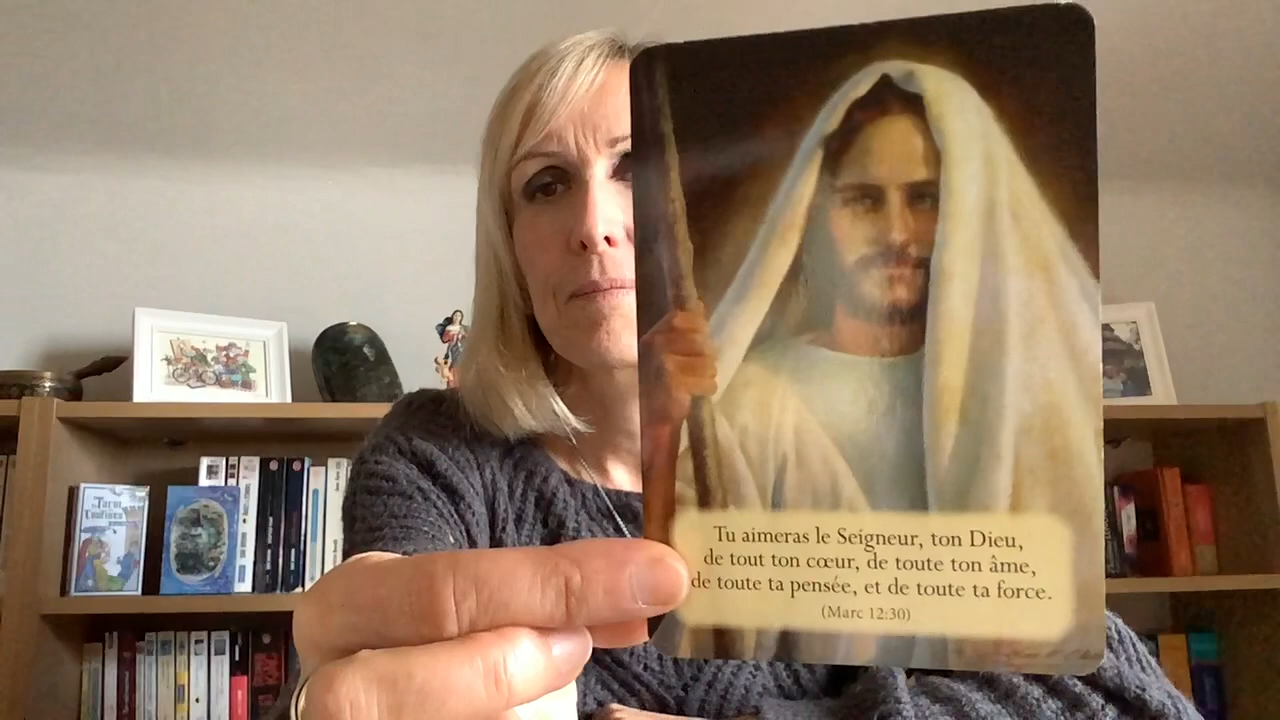 Tu aimeras le Seigneur, ton Dieu,
de tout ton cœur, de toute ton âme,
de toute ta pensée, et de toute ta force.
(Marc 12:30)